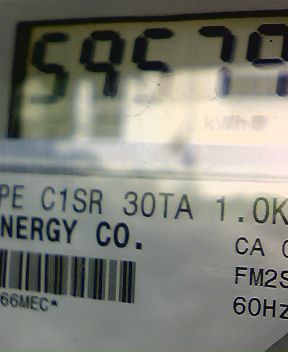 59579
kWh
PE C1SR 30TA 1.0K
NERGY CO.
CA
FM2S
66MEC*
60Hz